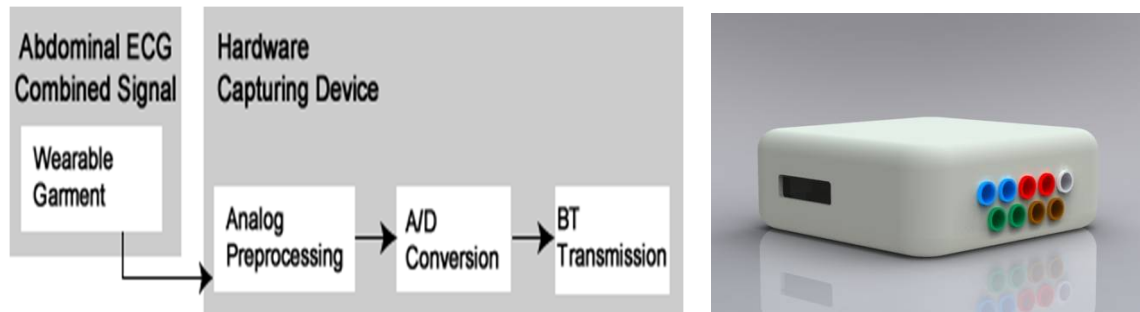 Abdominal ECG
Combined Signal
Wearable
Garment
Hardware
Capturing Device
Analog
Preprocessing
A/D
Conversion
BT
Transmission